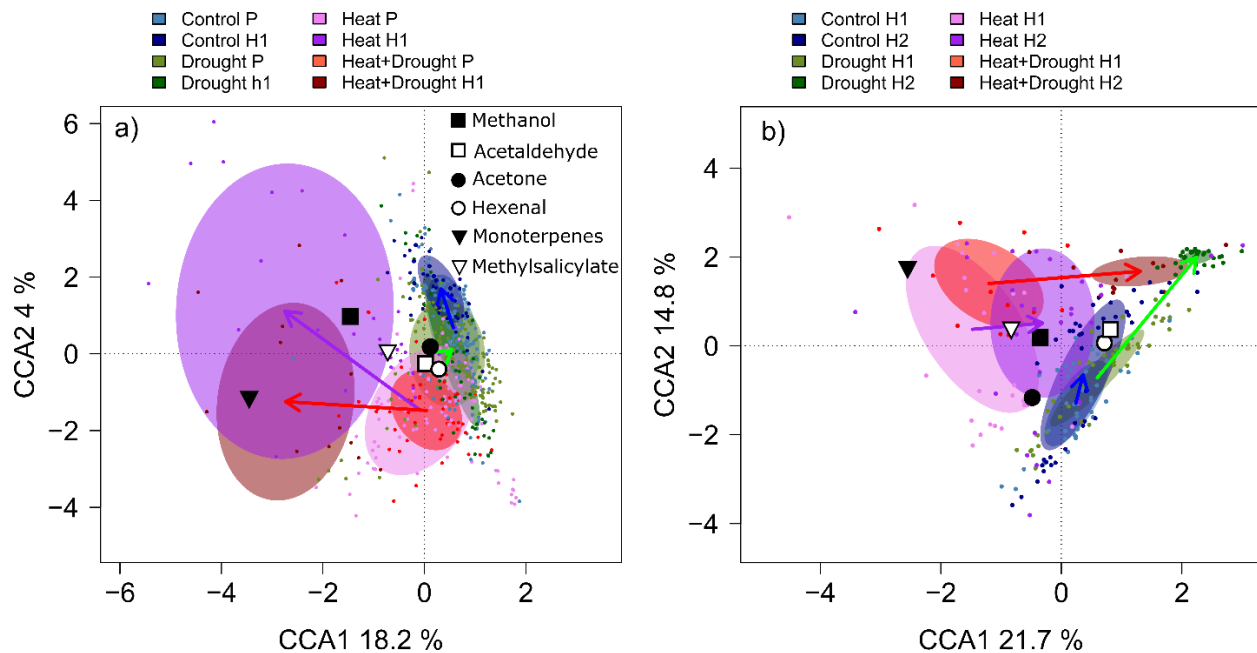 Control P
Heat P
Control H1
Heat H1
Drought P
Heat+Drought P
Drought h1
Heat+Drought H1
a)
Methanol
Acetaldehyde
Acetone
Hexenal
Monoterpenes
Methylsalicylate
6
4
2
0
−2
−4
CCA2 4 %
−6
−4
−2
0
2
CCA1 18.2 %
Control H1
Heat H1
Control H2
Heat H2
Drought H1
Heat+Drought H1
Drought H2
Heat+Drought H2
b)
4
2
0
−2
−4
CCA2 14.8 %
−4
−2
0
2
CCA1 21.7 %